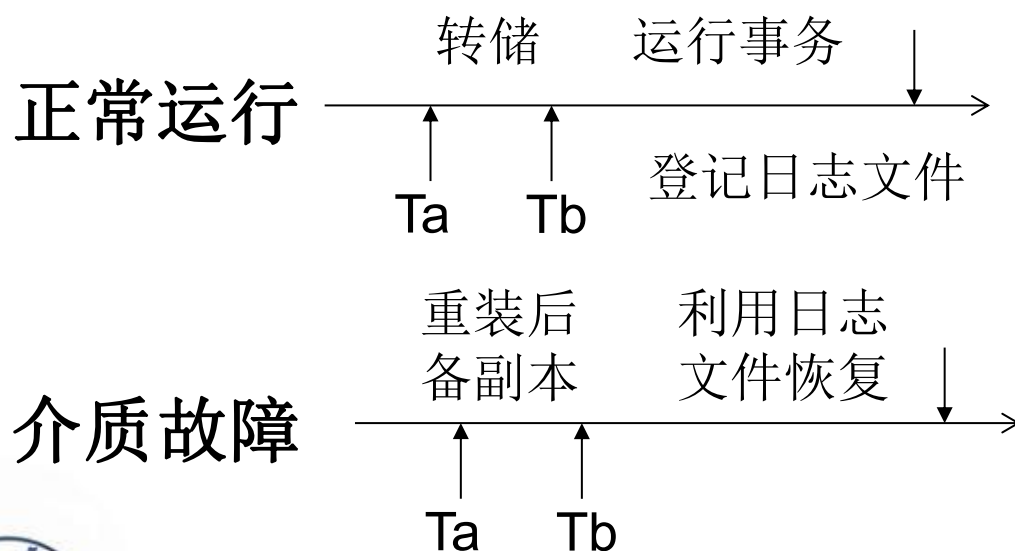 转储 运行事务
正常运行
登记日志文件
Ta Tb
重装后 利用日志
备副本 文件恢复
介质故障
Ta Tb